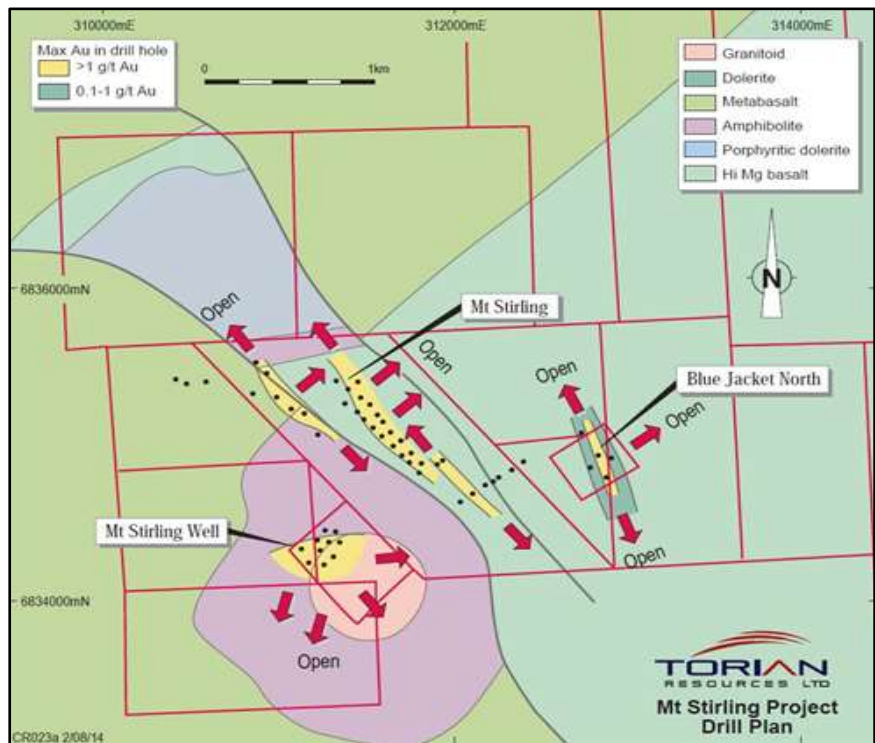 310000mE
312000mE
314000mE
Max Au in drill hole
>1 g/t Au
0.1-1 g/t Au
0
1km
Granitoid
Dolerite
Metabasalt
Amphibolite
Porphyritic dolerite
Hi Mg basalt
N
6836000mN
Open
Mt Stirling
Open
Open
Blue Jacket North
Open
Mt Stirling Well
Open
6834000mN
Open
TORIAN
RESOURCES LTD
Mt Stirling Project
Drill Plan
CR023a 2/08/14